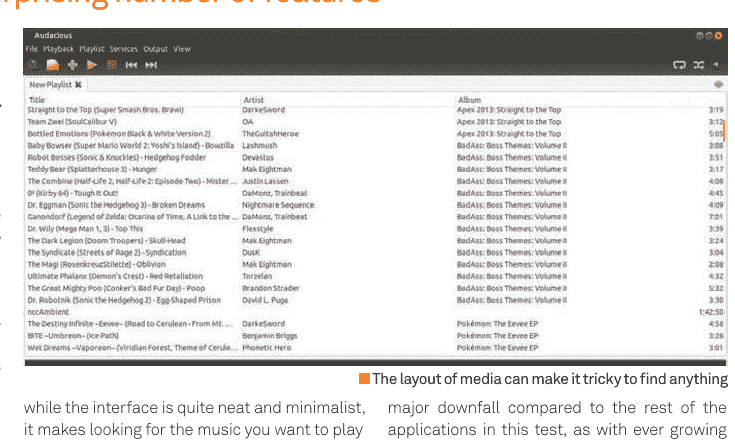 rprising number of features
Audacious
File Playback Playlist Services Output View
New Playlist
Title Artist Album
Straight to the Top (Super Smash Bros. Brawl) DarkeSword Apex 2013: Straight to the Top 3:19
Team Zwei (SoulCalibur V) OA Apex 2013: Straight to the Top 3:12
Bottled Emotions (Pokémon Black & White Version 2) TheGuitahHeroe Apex 2013: Straight to the Top 5:05
Baby Bowser (Super Mario World 2: Yoshi's Island) - Bowzilla Lashmush BadAss: Boss Themes: Volume II 3:08
Robot Bosses (Sonic & Knuckles) - Hedgehog Fodder Devastus BadAss: Boss Themes: Volume II 3:51
Teddy Bear (Splatterhouse 3) - Hunger Mak Eightman BadAss: Boss Themes: Volume II 3:17
The Combine (Half-Life 2, Half-Life 2: Episode Two) - Mister ... Justin Lassen BadAss: Boss Themes: Volume II 4:08
0² (Kirby 64) - Tough It Out! DaMonz, Trainbeat BadAss: Boss Themes: Volume II 4:45
Dr. Eggman (Sonic the Hedgehog 3) - Broken Dreams Nightmare Sequence BadAss: Boss Themes: Volume II 4:09
Ganondorf (Legend of Zelda: Ocarina of Time, A Link to the ... DaMonz, Trainbeat BadAss: Boss Themes: Volume II 7:01
Dr. Wily (Mega Man 1, 3) - Top This Flexstyle BadAss: Boss Themes: Volume II 3:39
The Dark Legion (Doom Troopers) - Skull-Head Mak Eightman BadAss: Boss Themes: Volume II 3:24
The Syndicate (Streets of Rage 2) - Syndication DusK BadAss: Boss Themes: Volume II 3:04
The Magi (RosenkreuzStilette) - Oblivion Mak Eightman BadAss: Boss Themes: Volume II 2:08
Ultimate Phalanx (Demon's Crest) - Red Retaliation Torzelan BadAss: Boss Themes: Volume II 4:32
The Great Mighty Poo (Conker's Bad Fur Day) - Poop Brandon Strader BadAss: Boss Themes: Volume II 5:32
Dr. Robotnik (Sonic the Hedgehog 2) - Egg-Shaped Prison David L. Puga BadAss: Boss Themes: Volume II 3:30
nccAmbient 1:42:50
The Destiny Infinite ~Eevee~ (Road to Cerulean - From Mt. ... DarkeSword Pokémon: The Eevee EP 4:56
BITE ~Umbreon~ (Ice Path) Benjamin Briggs Pokémon: The Eevee EP 3:26
Wet Dreams ~Vaporeon~ (Viridian Forest, Theme of Cerule... Phonetic Hero Pokémon: The Eevee EP 3:01
The layout of media can make it tricky to find anything
while the interface is quite neat and minimalist,
it makes looking for the music you want to play
major downfall compared to the rest of the
applications in this test, as with ever growing